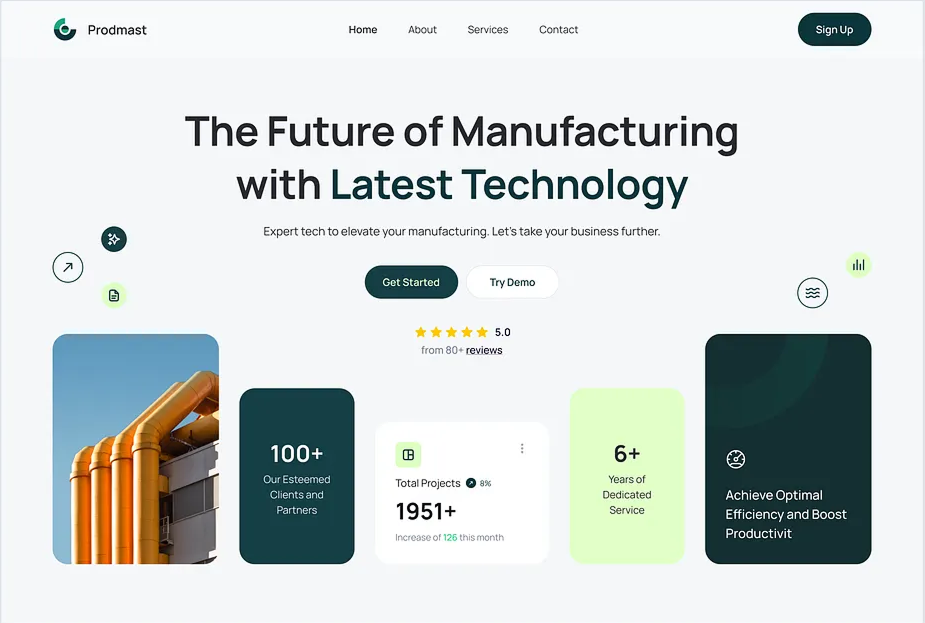 Prodmast
Home
About
Services
Contact
Sign Up
The Future of Manufacturing
with Latest Technology
Expert tech to elevate your manufacturing. Let's take your business further.
Get Started
Try Demo
5.0
from 80+ reviews
100+
Our Esteemed
Clients and
Partners
Total Projects
8%
1951+
Increase of 126 this month
6+
Years of
Dedicated
Service
Achieve Optimal
Efficiency and Boost
Productivit